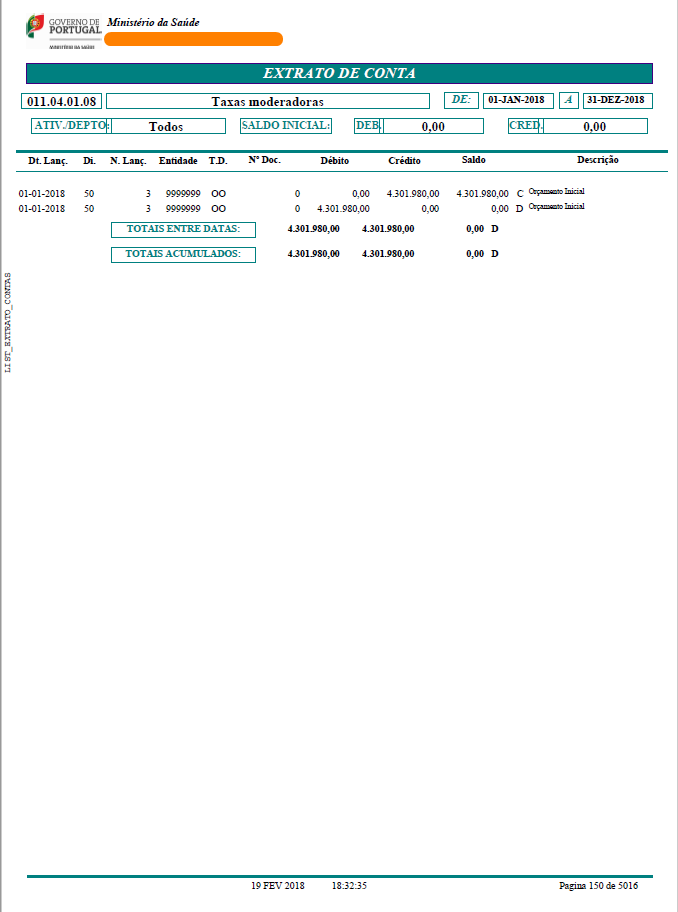 GOVERNO DE
PORTUGAL
MINISTÉRIO DA SAÚDE
Ministério da Saúde
EXTRATO DE CONTA
011.04.01.08 Taxas moderadoras DE: 01-JAN-2018 A 31-DEZ-2018
ATIV./DEPTO: Todos SALDO INICIAL: DEB. 0,00 CRED. 0,00
Dt. Lanç. Di. N. Lanç. Entidade T.D. Nº Doc. Débito Crédito Saldo Descrição
01-01-2018 50 3 9999999 OO 0 0,00 4.301.980,00 4.301.980,00 C Orçamento Inicial
01-01-2018 50 3 9999999 OO 0 4.301.980,00 0,00 0,00 D Orçamento Inicial
TOTAIS ENTRE DATAS: 4.301.980,00 4.301.980,00 0,00 D
TOTAIS ACUMULADOS: 4.301.980,00 4.301.980,00 0,00 D
LIST_EXTRATO_CONTAS
19 FEV 2018 18:32:35 Pagina 150 de 5016